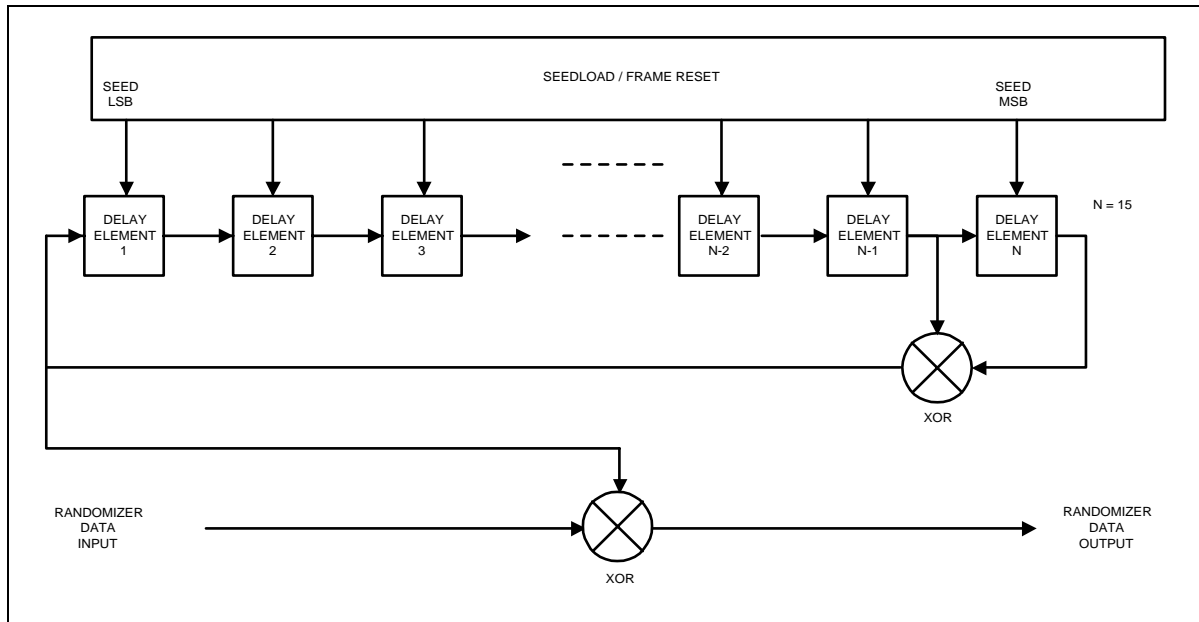 SEEDLOAD / FRAME RESET
SEED
LSB
SEED
MSB
DELAY
ELEMENT
1
DELAY
ELEMENT
2
DELAY
ELEMENT
3
DELAY
ELEMENT
N-2
DELAY
ELEMENT
N-1
DELAY
ELEMENT
N
N = 15
XOR
RANDOMIZER
DATA
INPUT
XOR
RANDOMIZER
DATA
OUTPUT